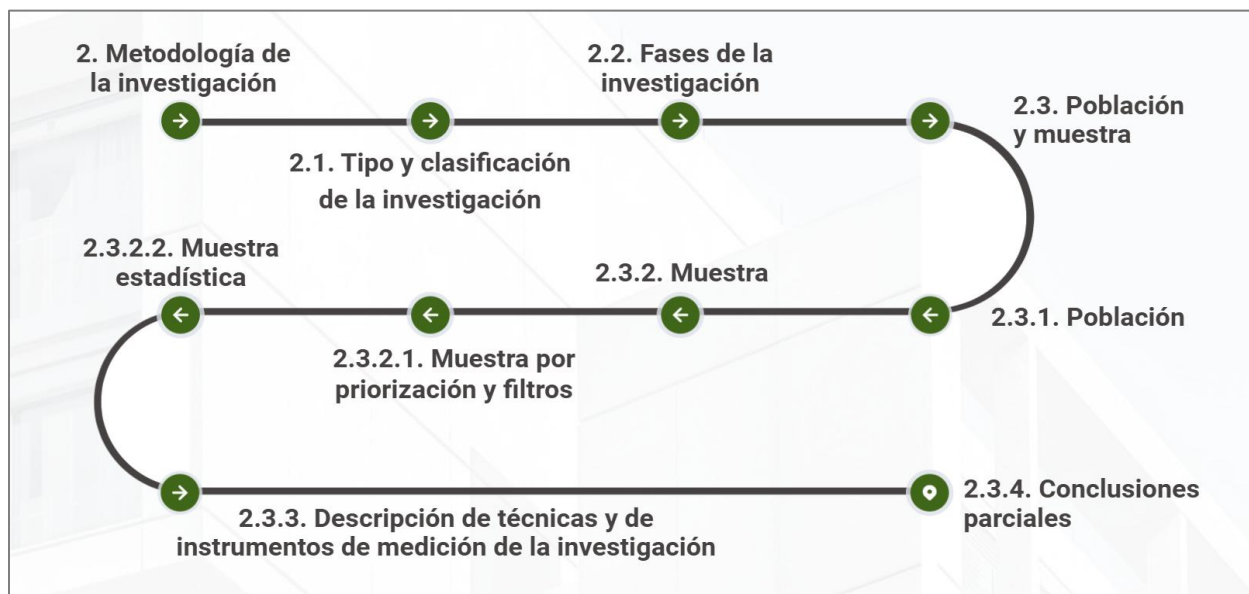 2. Metodología de
la investigación
2.1. Tipo y clasificación
de la investigación
2.2. Fases de la
investigación
2.3. Población
y muestra
2.3.1. Población
2.3.2. Muestra
2.3.2.1. Muestra por
priorización y filtros
2.3.2.2. Muestra
estadística
2.3.3. Descripción de técnicas y de
instrumentos de medición de la investigación
2.3.4. Conclusiones
parciales